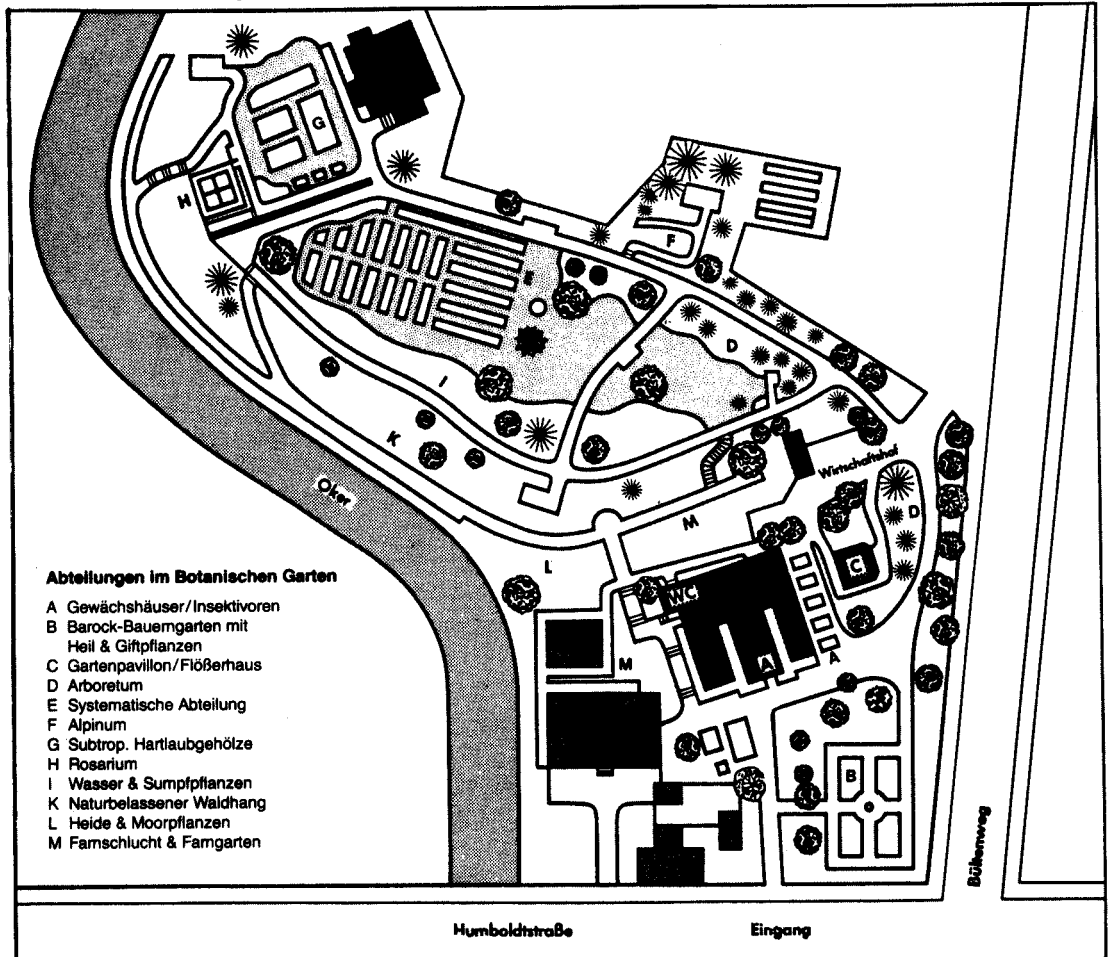 G
H
F
E
D
I
K
Oker
Wirtschaftshof
D
M
C
L
WC
M
A
A
B
Abteilungen im Botanischen Garten
A Gewächshäuser/Insektivoren
B Barock-Bauerngarten mit
Heil & Giftpflanzen
C Gartenpavillon/Flößerhaus
D Arboretum
E Systematische Abteilung
F Alpinum
G Subtrop. Hartlaubgehölze
H Rosarium
I Wasser & Sumpfpflanzen
K Naturbelassener Waldhang
L Heide & Moorpflanzen
M Farnschlucht & Farngarten
Bültenweg
Humboldtstraße
Eingang